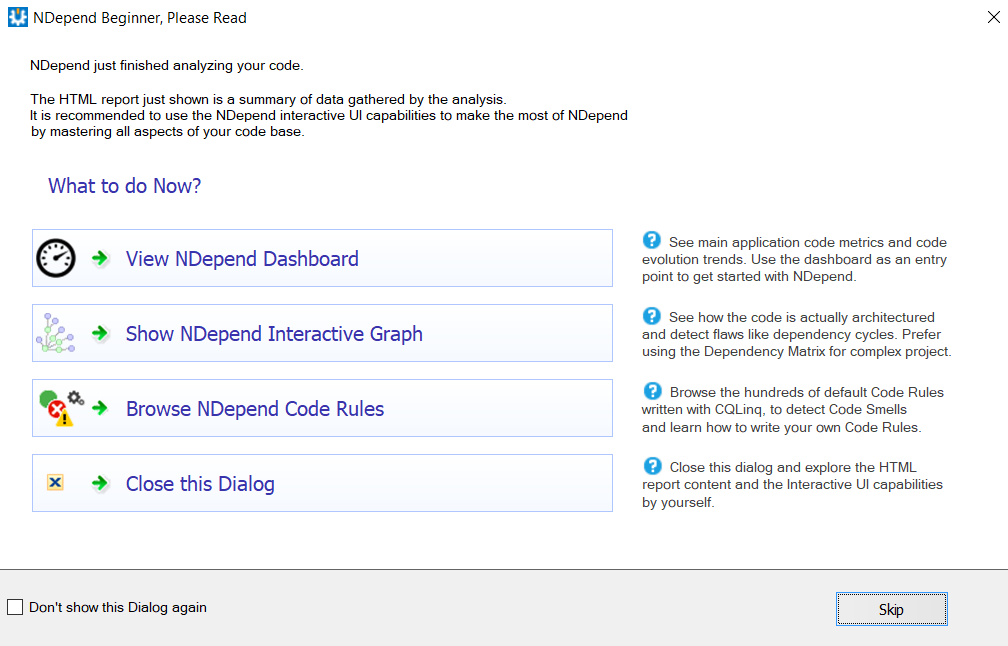 NDepend Beginner, Please Read
NDepend just finished analyzing your code.
The HTML report just shown is a summary of data gathered by the analysis.
It is recommended to use the NDepend interactive UI capabilities to make the most of NDepend
by mastering all aspects of your code base.
What to do Now?
View NDepend Dashboard
See main application code metrics and code
evolution trends. Use the dashboard as an entry
point to get started with NDepend.
Show NDepend Interactive Graph
See how the code is actually architectured
and detect flaws like dependency cycles. Prefer
using the Dependency Matrix for complex project.
Browse NDepend Code Rules
Browse the hundreds of default Code Rules
written with CQLinq, to detect Code Smells
and learn how to write your own Code Rules.
Close this Dialog
Close this dialog and explore the HTML
report content and the Interactive UI capabilities
by yourself.
Don't show this Dialog again
Skip